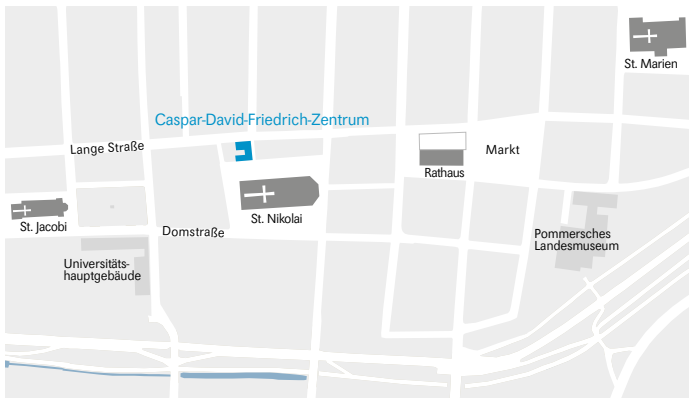 St. Marien
Caspar-David-Friedrich-Zentrum
Lange Straße
Markt
Rathaus
St. Nikolai
St. Jacobi
Domstraße
Pommersches
Landesmuseum
Universitäts-
hauptgebäude